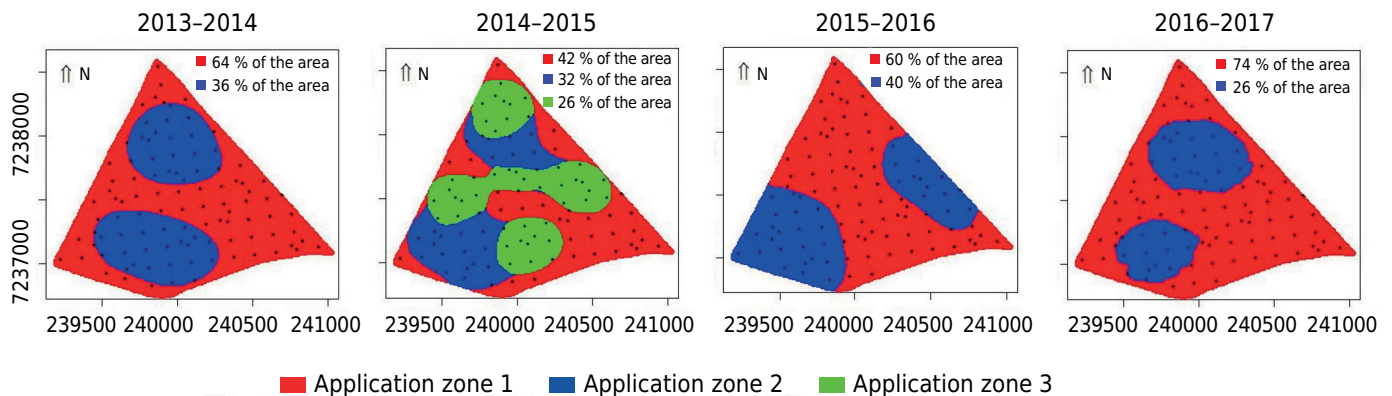 2013–2014
64 % of the area
36 % of the area
N
7238000
7237000
239500 240000 240500 241000
2014–2015
42 % of the area
32 % of the area
26 % of the area
N
239500 240000 240500 241000
2015–2016
60 % of the area
40 % of the area
N
239500 240000 240500 241000
2016–2017
74 % of the area
26 % of the area
N
239500 240000 240500 241000
Application zone 1 Application zone 2 Application zone 3